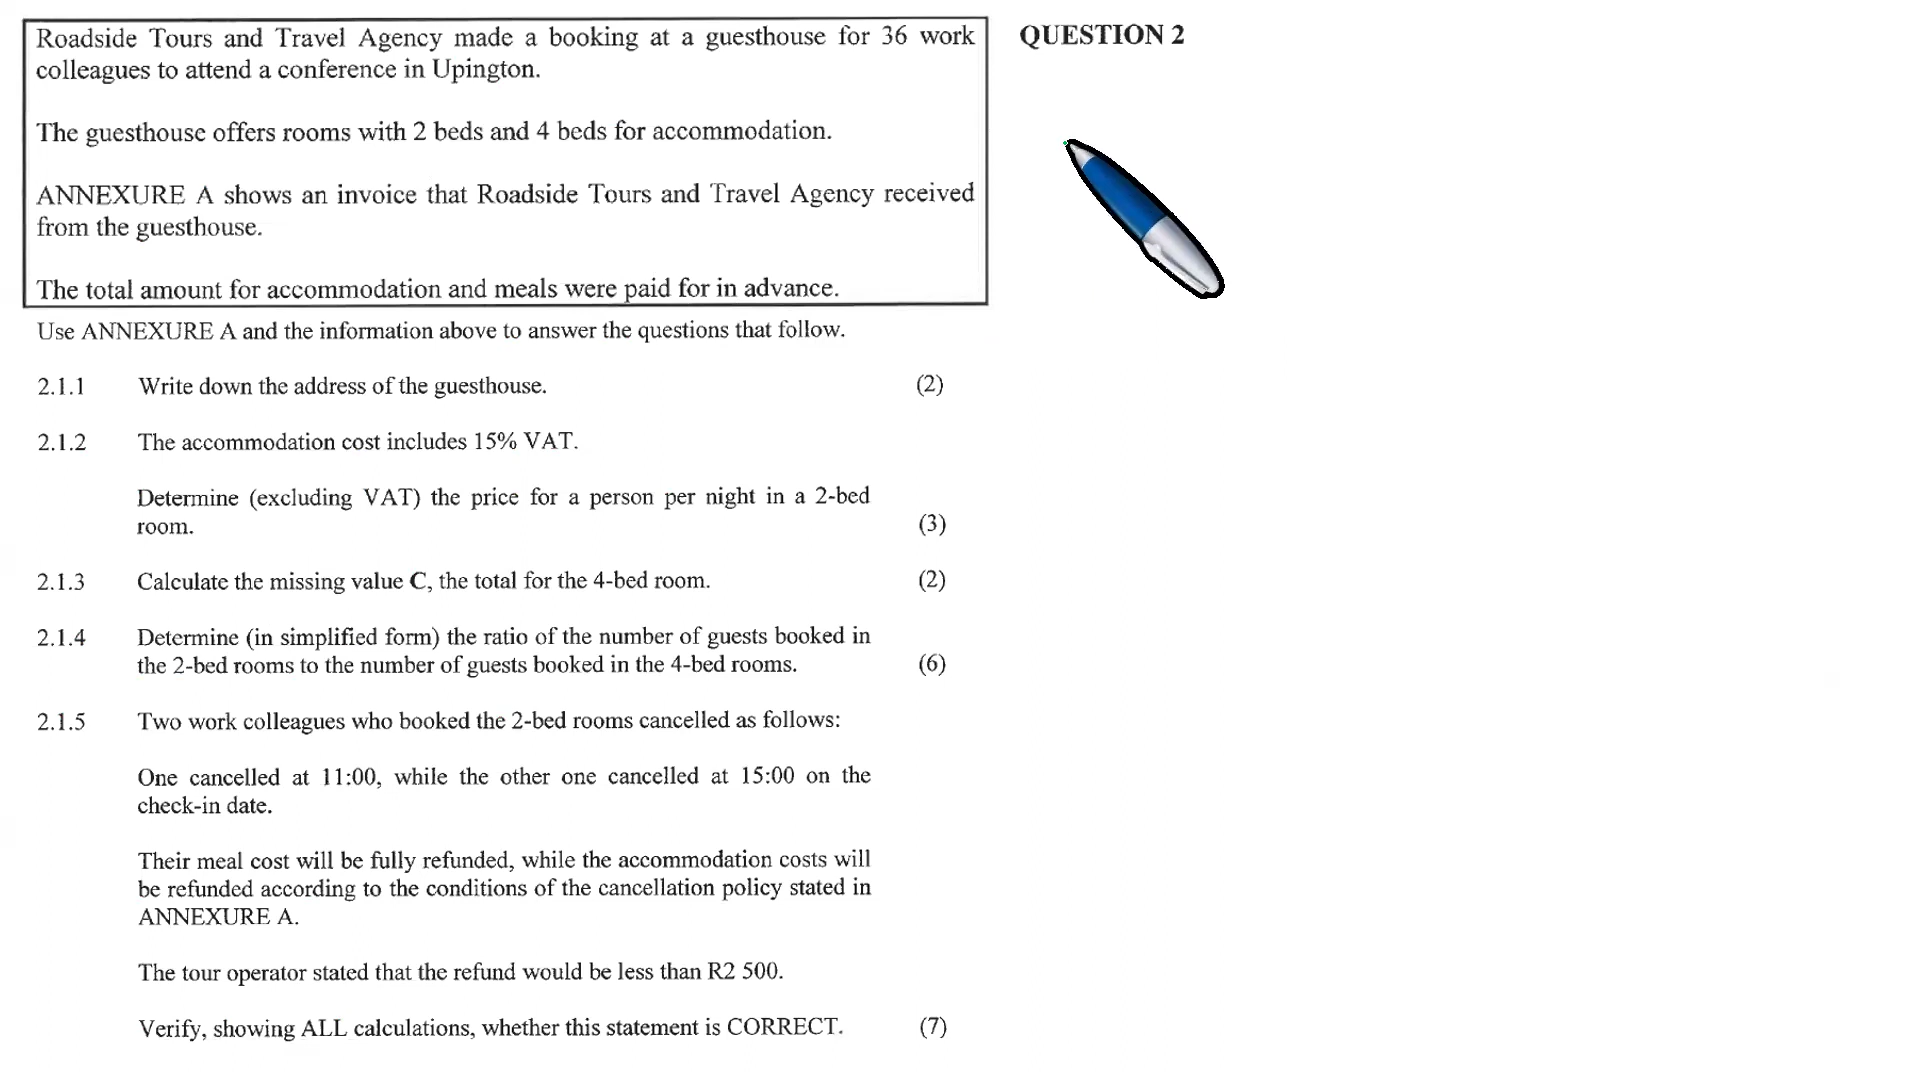 Roadside Tours and Travel Agency made a booking at a guesthouse for 36 work
colleagues to attend a conference in Upington.
The guesthouse offers rooms with 2 beds and 4 beds for accommodation.
ANNEXURE A shows an invoice that Roadside Tours and Travel Agency received
from the guesthouse.
The total amount for accommodation and meals were paid for in advance.
QUESTION 2
Use ANNEXURE A and the information above to answer the questions that follow.
2.1.1 Write down the address of the guesthouse. (2)
2.1.2 The accommodation cost includes 15% VAT.
Determine (excluding VAT) the price for a person per night in a 2-bed
room. (3)
2.1.3 Calculate the missing value C, the total for the 4-bed room. (2)
2.1.4 Determine (in simplified form) the ratio of the number of guests booked in
the 2-bed rooms to the number of guests booked in the 4-bed rooms. (6)
2.1.5 Two work colleagues who booked the 2-bed rooms cancelled as follows:
One cancelled at 11:00, while the other one cancelled at 15:00 on the
check-in date.
Their meal cost will be fully refunded, while the accommodation costs will
be refunded according to the conditions of the cancellation policy stated in
ANNEXURE A.
The tour operator stated that the refund would be less than R2 500.
Verify, showing ALL calculations, whether this statement is CORRECT. (7)